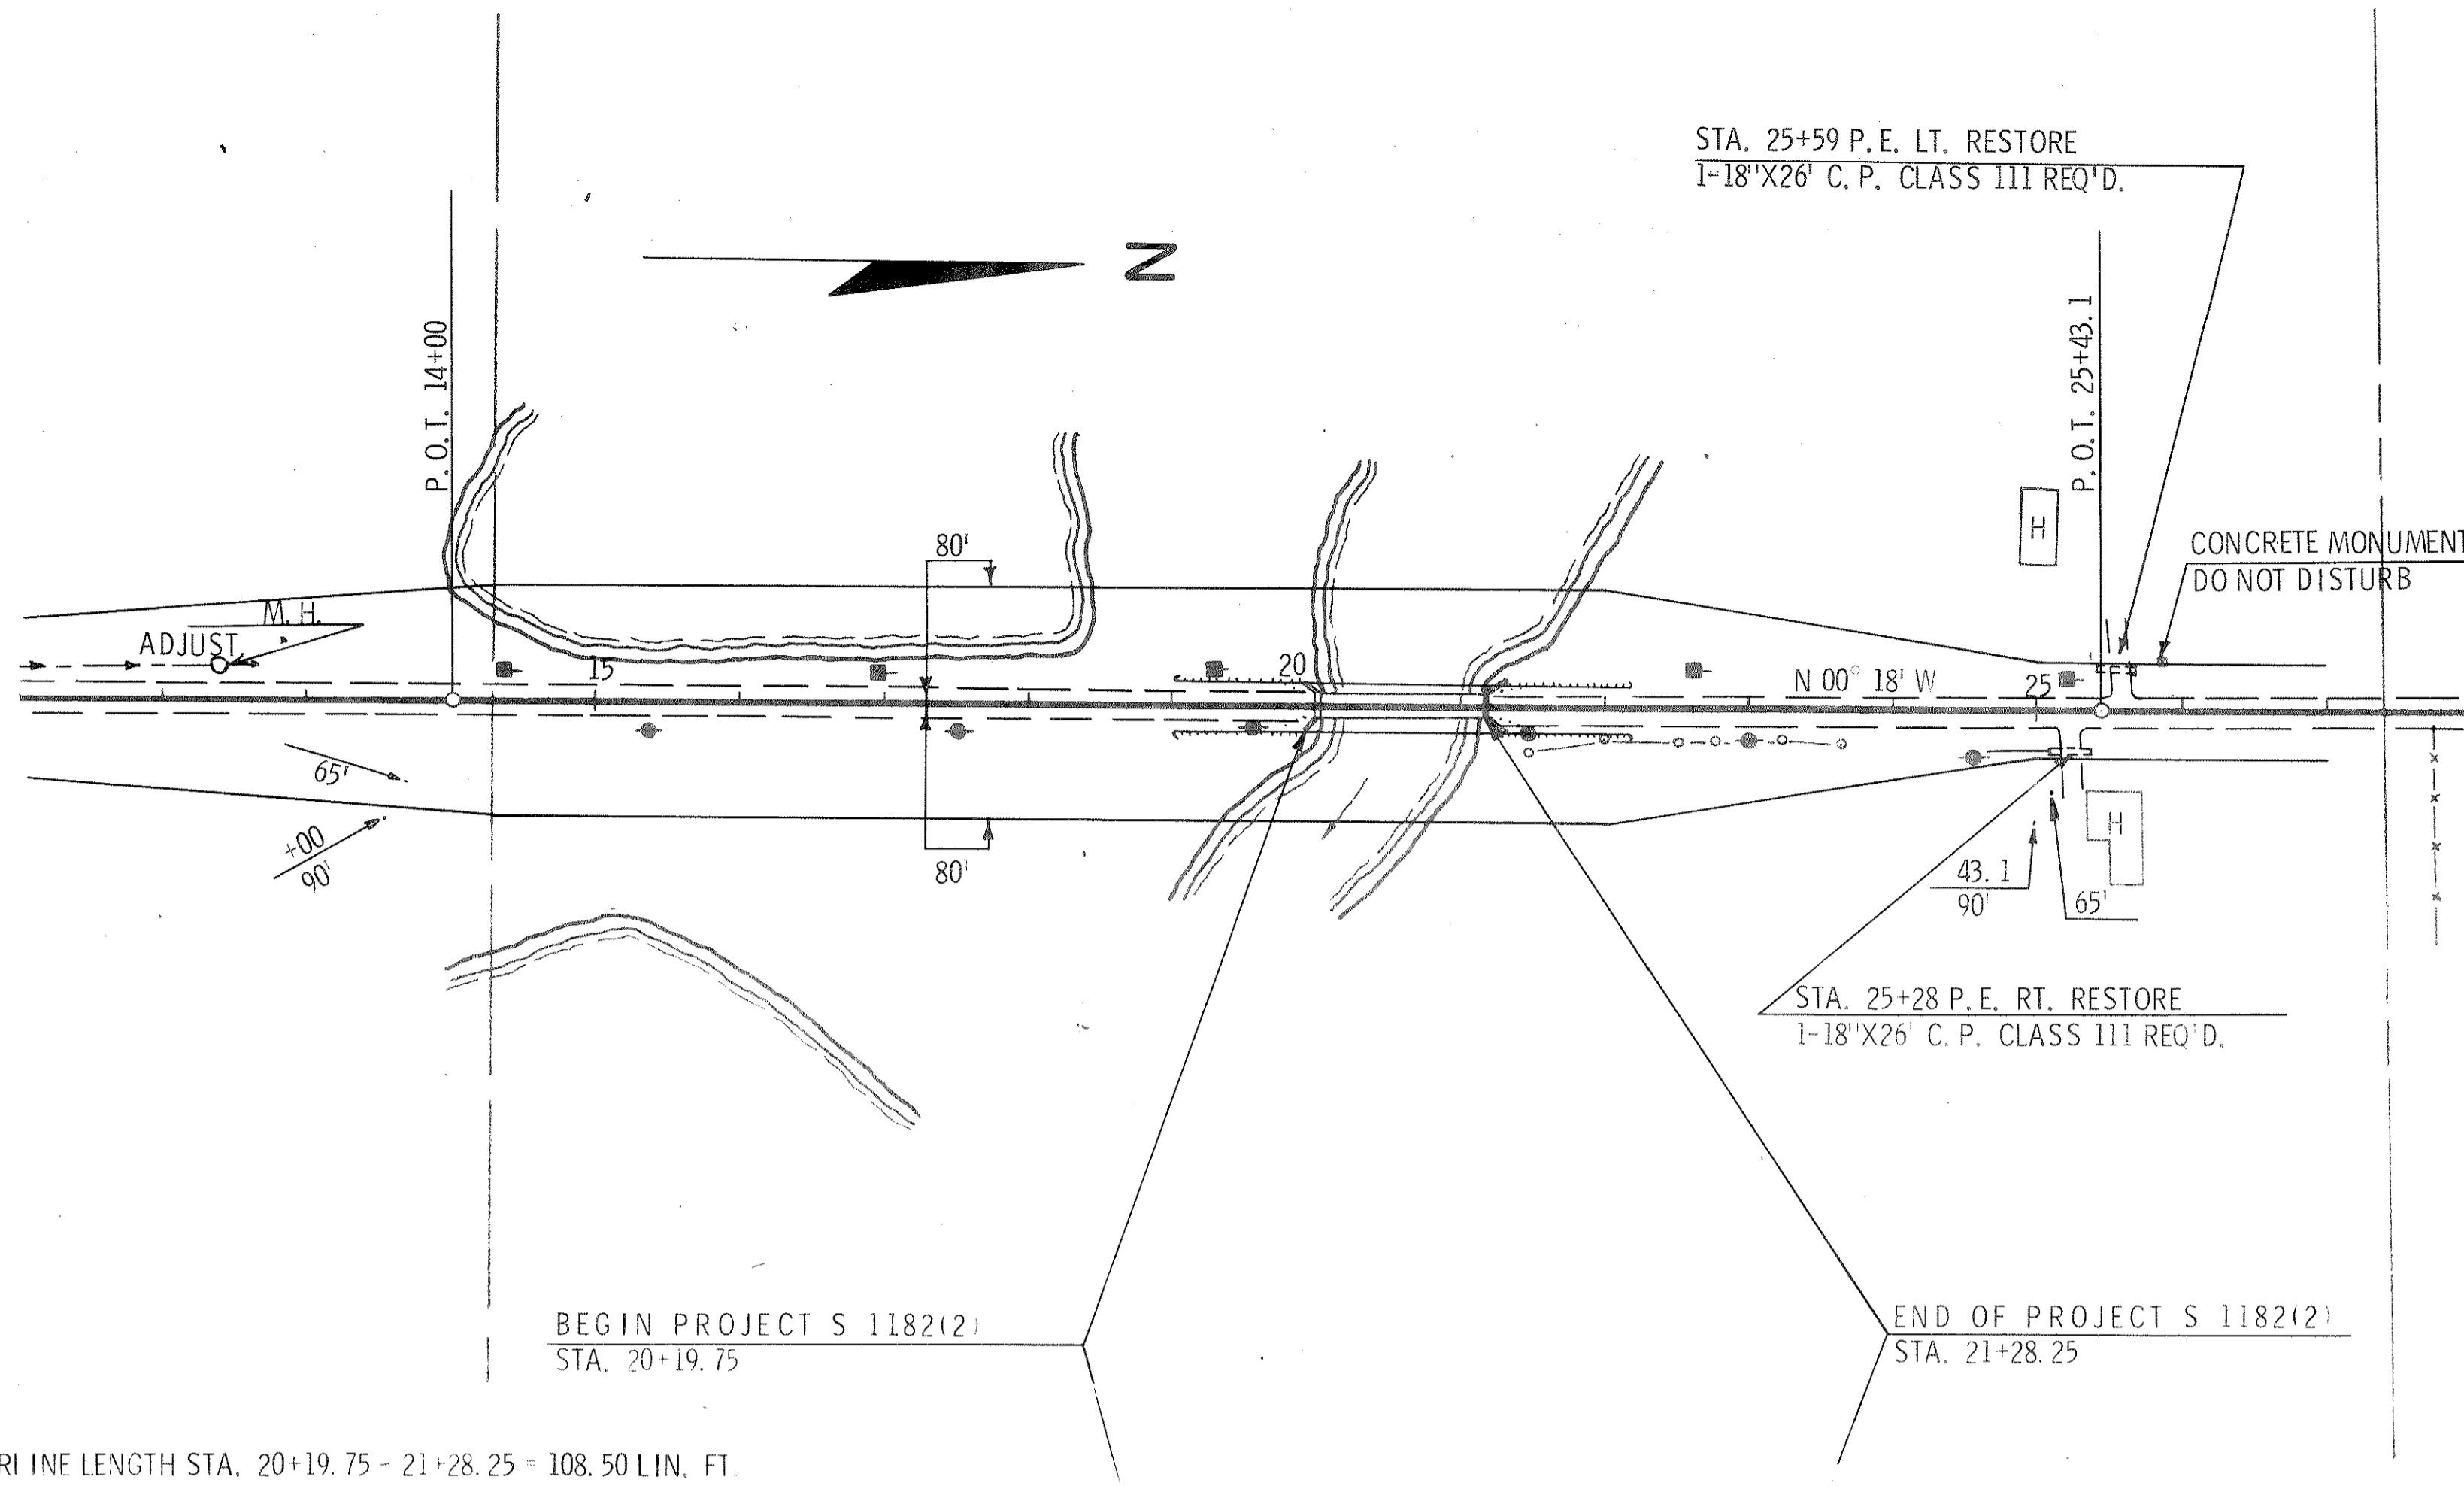 STA. 25+59 P.E. LT. RESTORE
1-18"X26' C.P. CLASS III REQ'D.
N
P.O.T. 14+00
P.O.T. 25+43.1
H
CONCRETE MONUMENT
DO NOT DISTURB
80'
M.H.
ADJUST
15
20
N 00° 18' W
25
65'
+00
90'
80'
H
43.1
90'
65'
STA. 25+28 P.E. RT. RESTORE
1-18"X26' C.P. CLASS III REQ'D.
BEGIN PROJECT S 1182(2)
STA. 20+19.75
END OF PROJECT S 1182(2)
STA. 21+28.25
LENGTH STA. 20+19.75 - 21+28.25 = 108.50 LIN. FT.